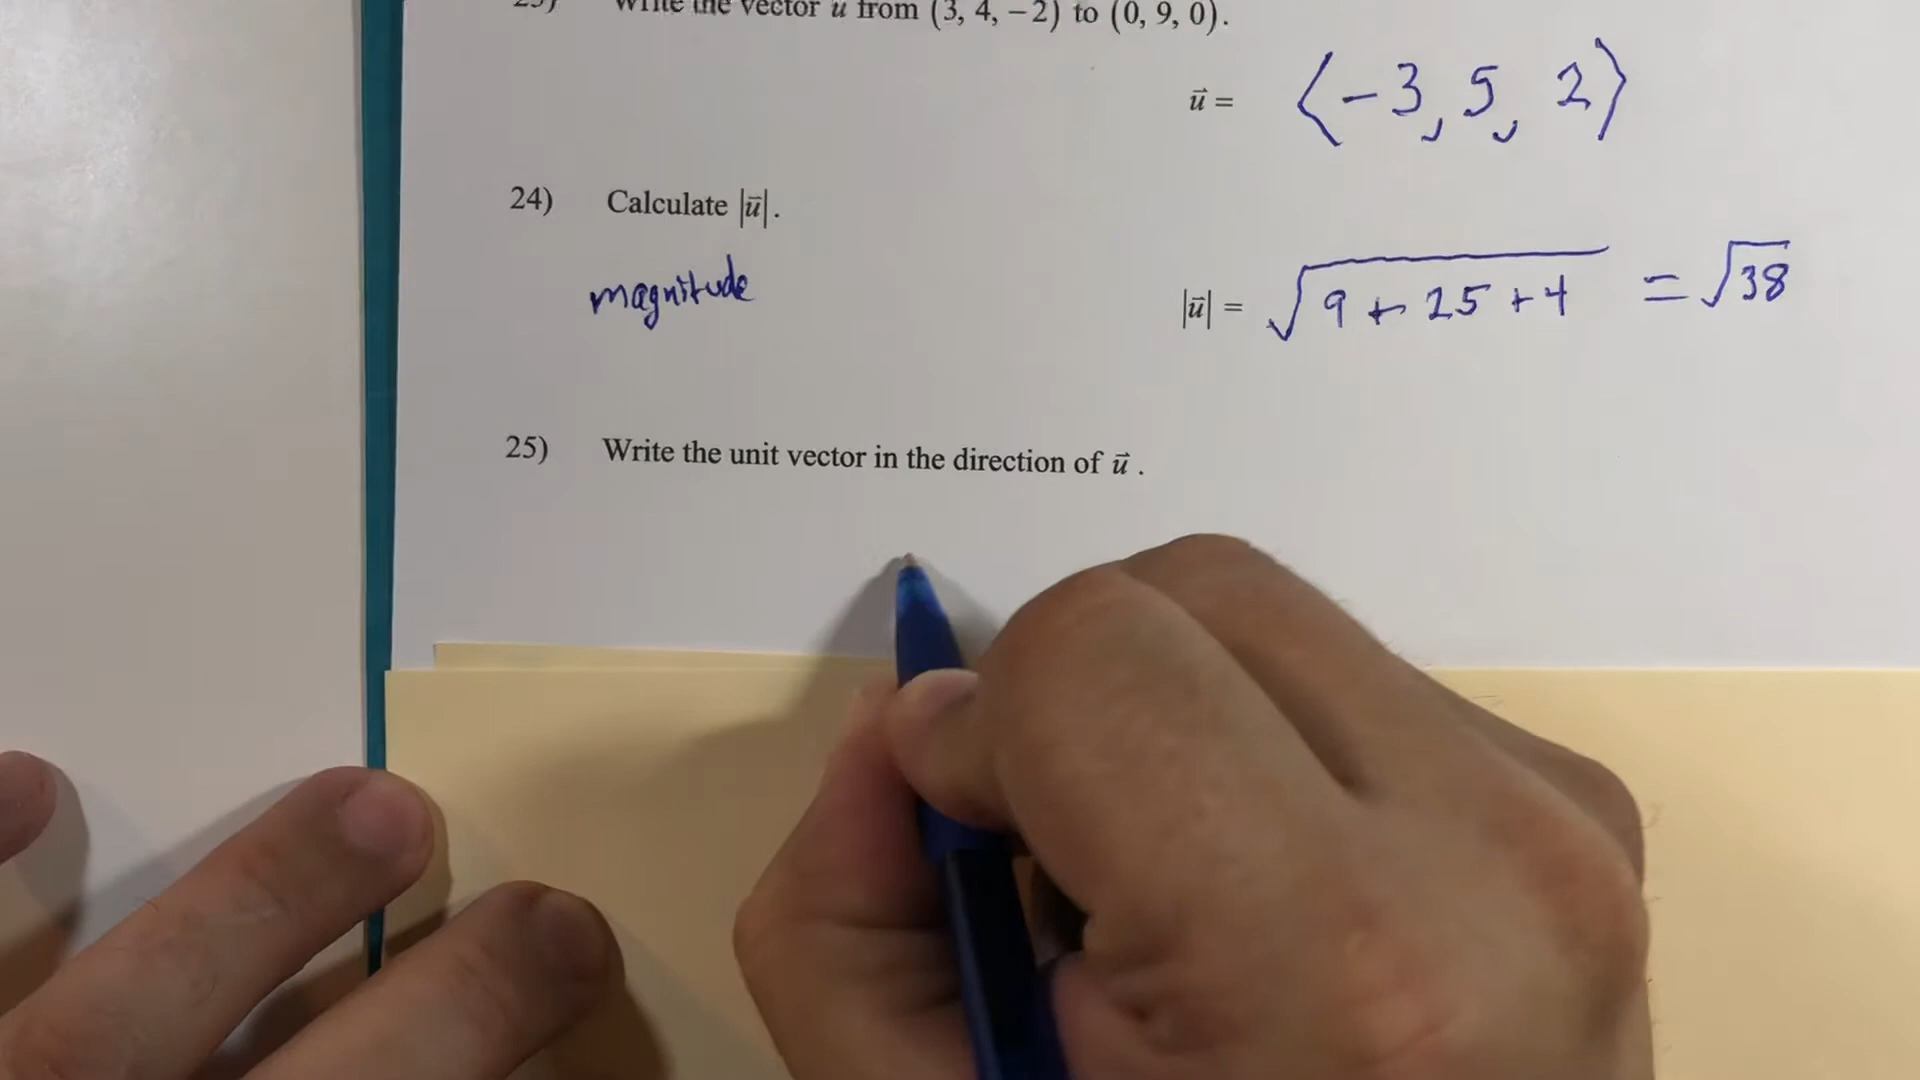 23) Write the vector u from (3, 4, −2) to (0, 9, 0).
u⃗ = ⟨−3, 5, 2⟩
24) Calculate |u⃗|.
magnitude
|u⃗| = √(9 + 25 + 4) = √38
25) Write the unit vector in the direction of u⃗ .